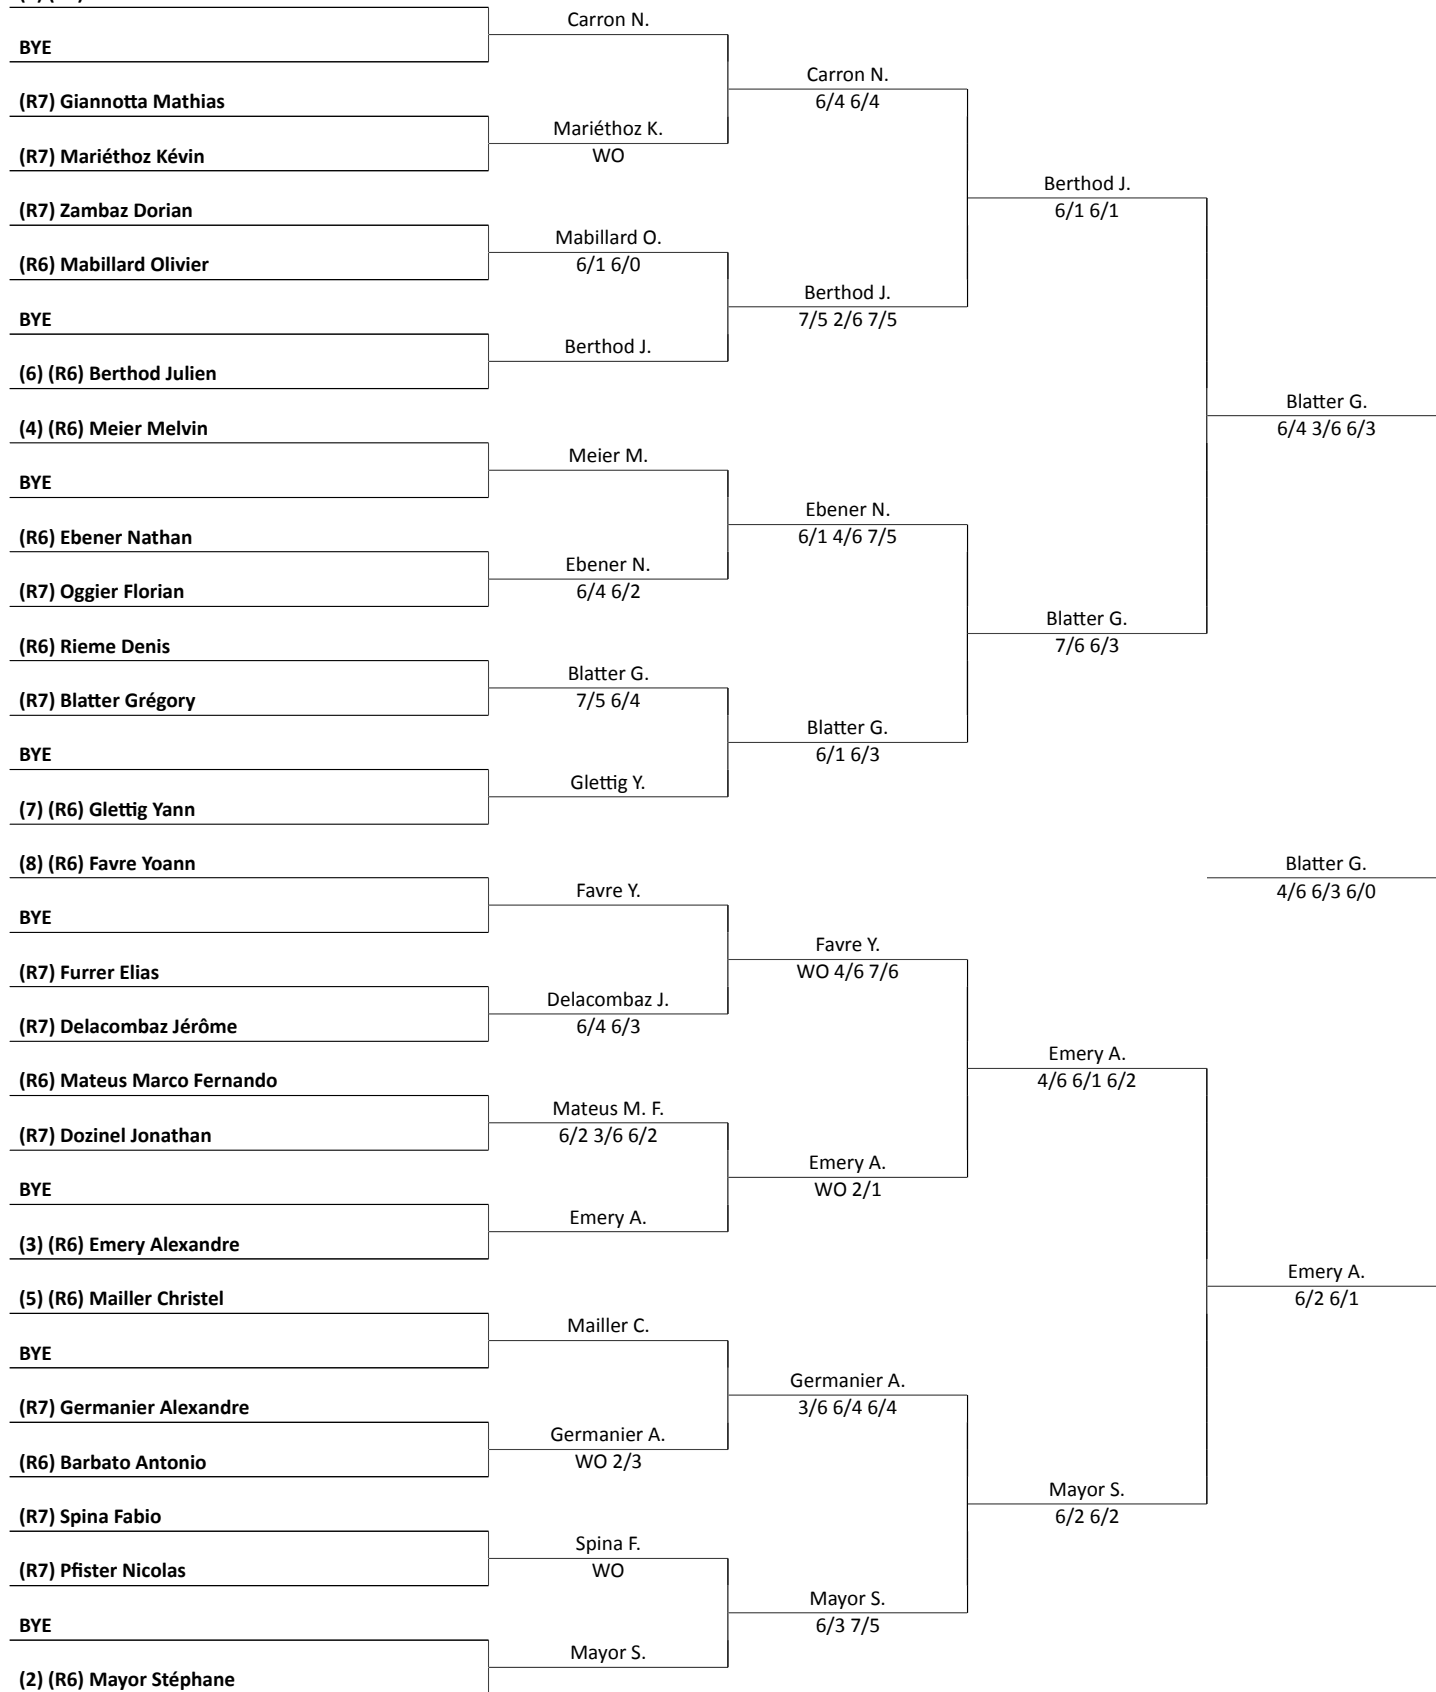 BYE
(R7) Giannotta Mathias
(R7) Mariéthoz Kévin
(R7) Zambaz Dorian
(R6) Mabillard Olivier
BYE
(6) (R6) Berthod Julien
(4) (R6) Meier Melvin
BYE
(R6) Ebener Nathan
(R7) Oggier Florian
(R6) Rieme Denis
(R7) Blatter Grégory
BYE
(7) (R6) Glettig Yann
(8) (R6) Favre Yoann
BYE
(R7) Furrer Elias
(R7) Delacombaz Jérôme
(R6) Mateus Marco Fernando
(R7) Dozinel Jonathan
BYE
(3) (R6) Emery Alexandre
(5) (R6) Mailler Christel
BYE
(R7) Germanier Alexandre
(R6) Barbato Antonio
(R7) Spina Fabio
(R7) Pfister Nicolas
BYE
(2) (R6) Mayor Stéphane
Carron N.
Mariéthoz K.
WO
Mabillard O.
6/1 6/0
Berthod J.
Meier M.
Ebener N.
6/4 6/2
Blatter G.
7/5 6/4
Glettig Y.
Favre Y.
Delacombaz J.
6/4 6/3
Mateus M. F.
6/2 3/6 6/2
Emery A.
Mailler C.
Germanier A.
WO 2/3
Spina F.
WO
Mayor S.
Carron N.
6/4 6/4
Berthod J.
7/5 2/6 7/5
Ebener N.
6/1 4/6 7/5
Blatter G.
6/1 6/3
Favre Y.
WO 4/6 7/6
Emery A.
WO 2/1
Germanier A.
3/6 6/4 6/4
Mayor S.
6/3 7/5
Berthod J.
6/1 6/1
Blatter G.
7/6 6/3
Emery A.
4/6 6/1 6/2
Mayor S.
6/2 6/2
Blatter G.
6/4 3/6 6/3
Blatter G.
4/6 6/3 6/0
Emery A.
6/2 6/1